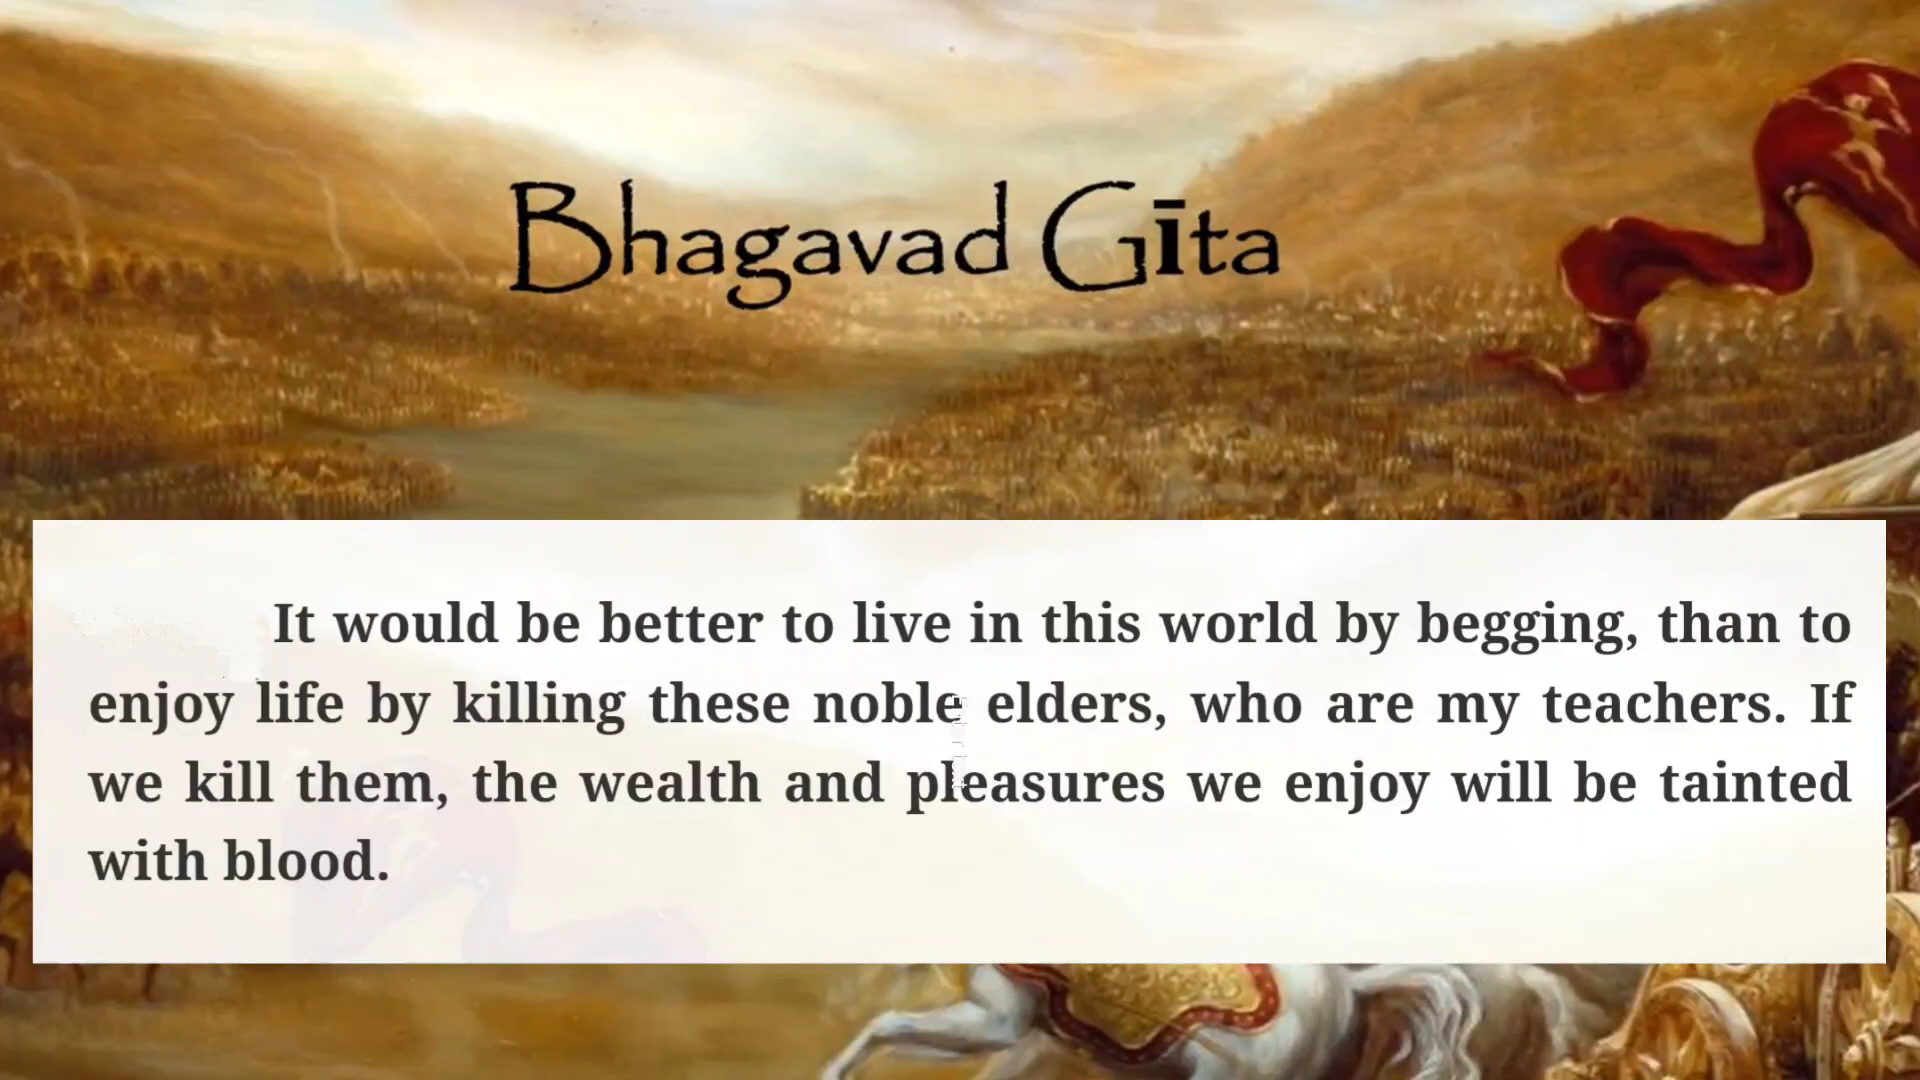 Bhagavad Gīta
It would be better to live in this world by begging, than to
enjoy life by killing these noble elders, who are my teachers. If
we kill them, the wealth and pleasures we enjoy will be tainted
with blood.